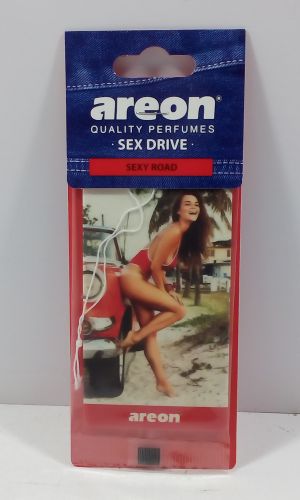 areon
QUALITY PERFUMES
SEX DRIVE
SEXY ROAD
areon